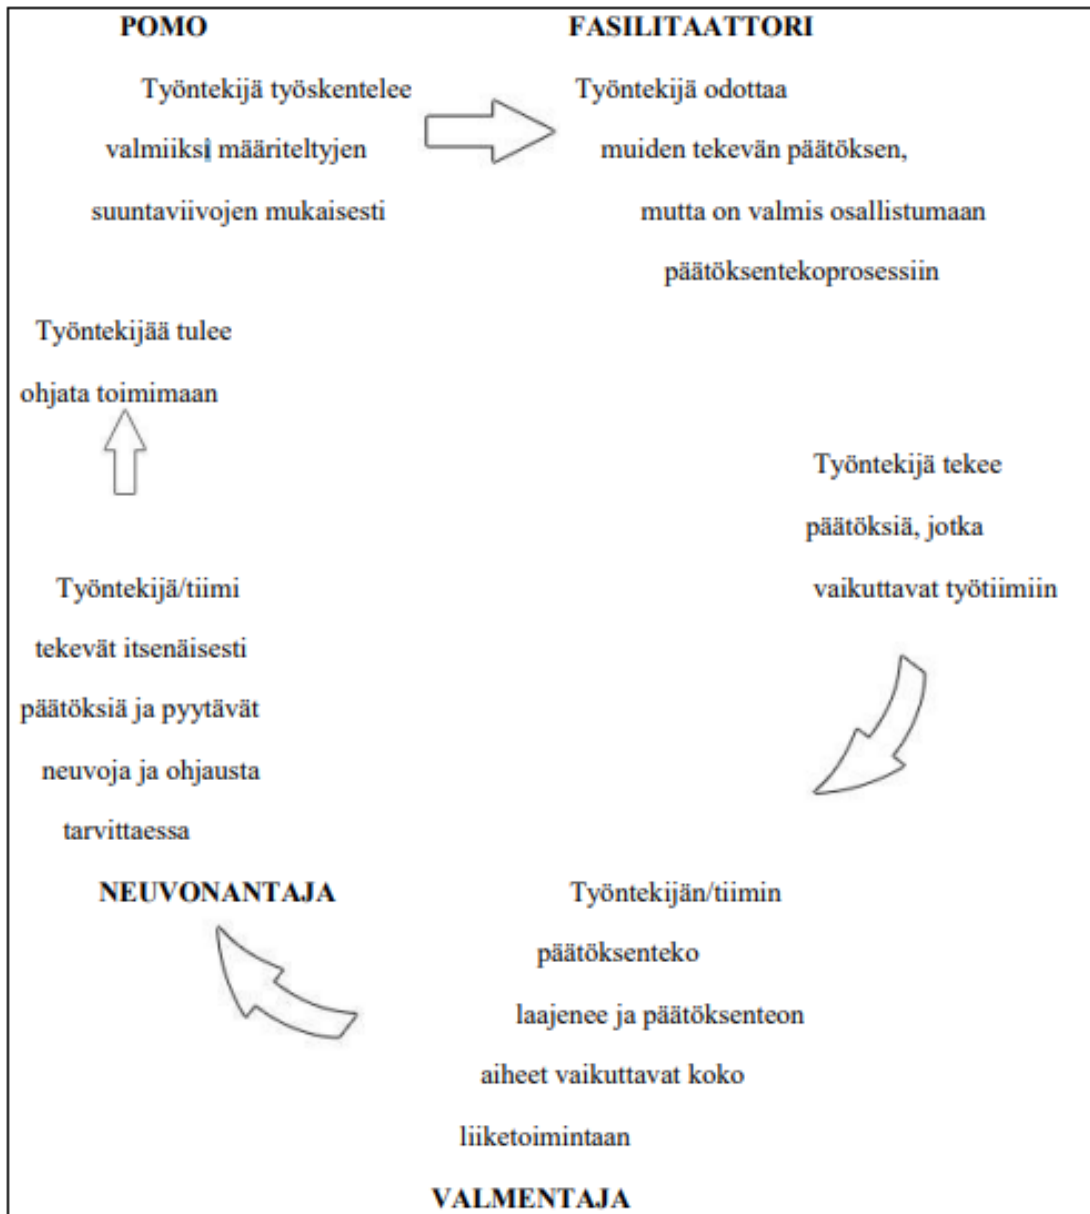 POMO
Työntekijä työskentelee
valmiiksi määriteltyjen
suuntaviivojen mukaisesti
FASILITAATTORI
Työntekijä odottaa
muiden tekevän päätöksen,
mutta on valmis osallistumaan
päätöksentekoprosessiin
Työntekijä tekee
päätöksiä, jotka
vaikuttavat työtiimiin
Työntekijän/tiimin
päätöksenteko
laajenee ja päätöksenteon
aiheet vaikuttavat koko
liiketoimintaan
VALMENTAJA
Työntekijä/tiimi
tekevät itsenäisesti
päätöksiä ja pyytävät
neuvoja ja ohjausta
tarvittaessa
NEUVONANTAJA
Työntekijää tulee
ohjata toimimaan